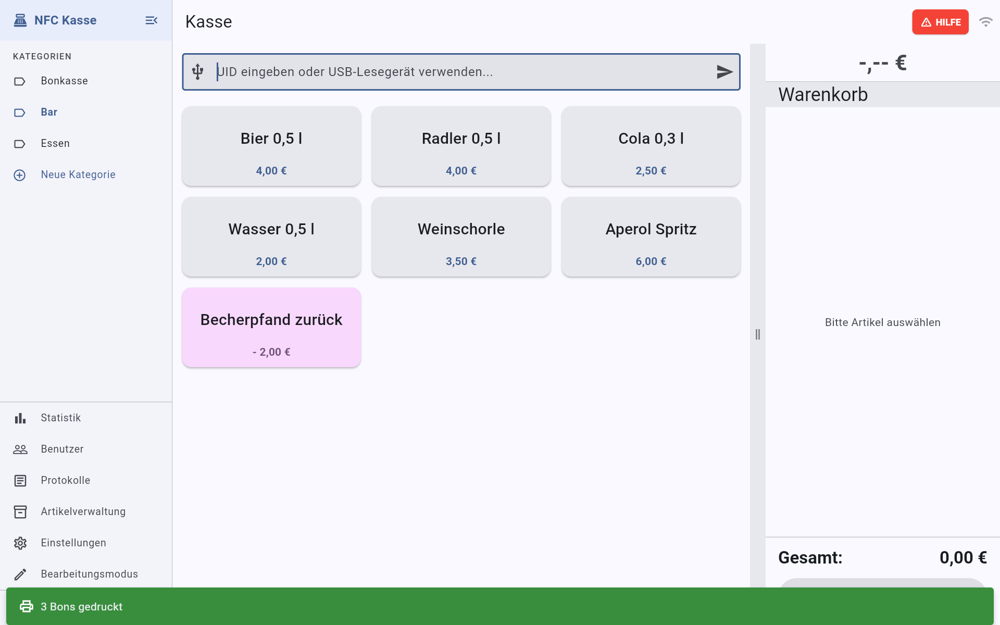 NFC Kasse
KATEGORIEN
Bonkasse
Bar
Essen
Neue Kategorie
Statistik
Benutzer
Protokolle
Artikelverwaltung
Einstellungen
Bearbeitungsmodus
Kasse
HILFE
UID eingeben oder USB-Lesegerät verwenden...
Bier 0,5 l
4,00 €
Radler 0,5 l
4,00 €
Cola 0,3 l
2,50 €
Wasser 0,5 l
2,00 €
Weinschorle
3,50 €
Aperol Spritz
6,00 €
Becherpfand zurück
- 2,00 €
-,-- €
Warenkorb
Bitte Artikel auswählen
Gesamt: 0,00 €
3 Bons gedruckt